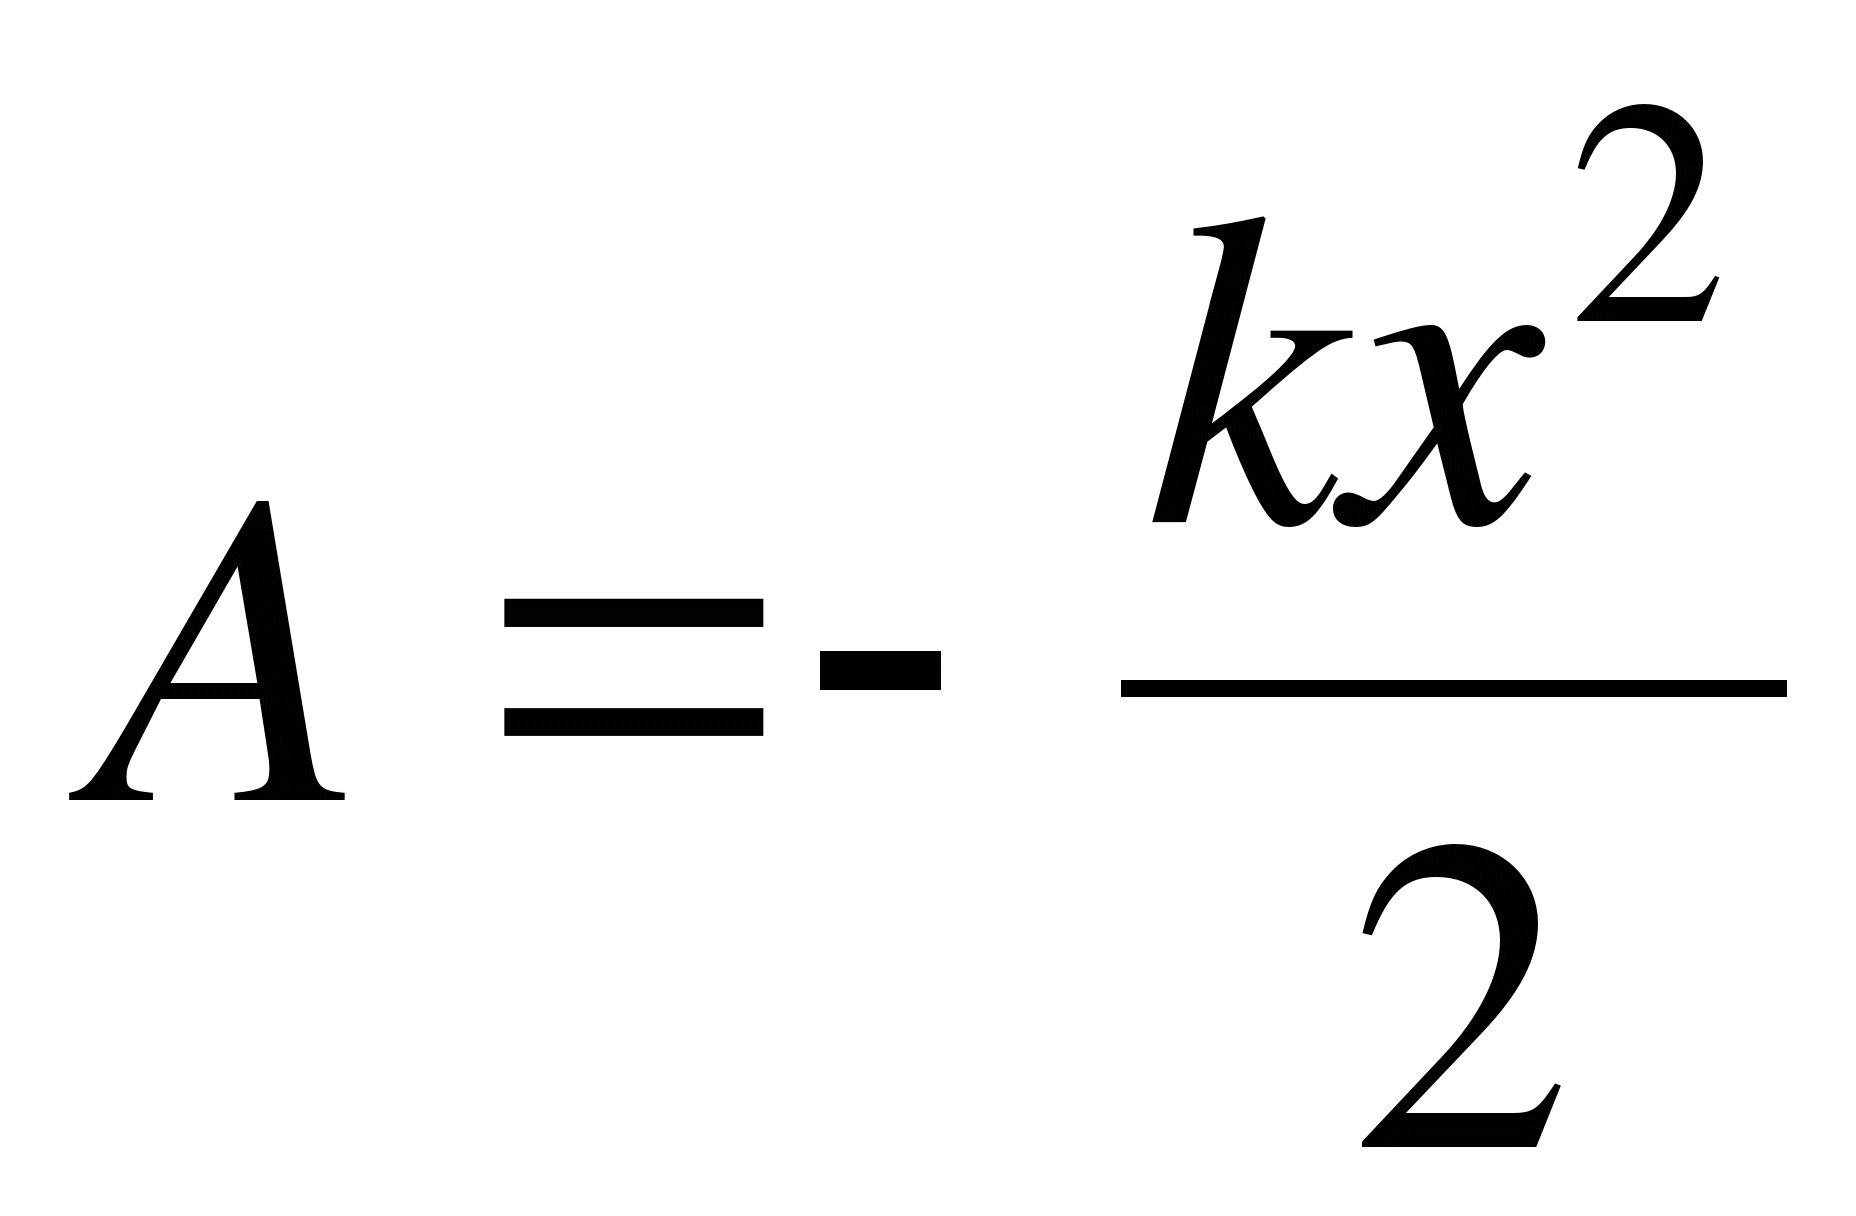 A = - kx²/2